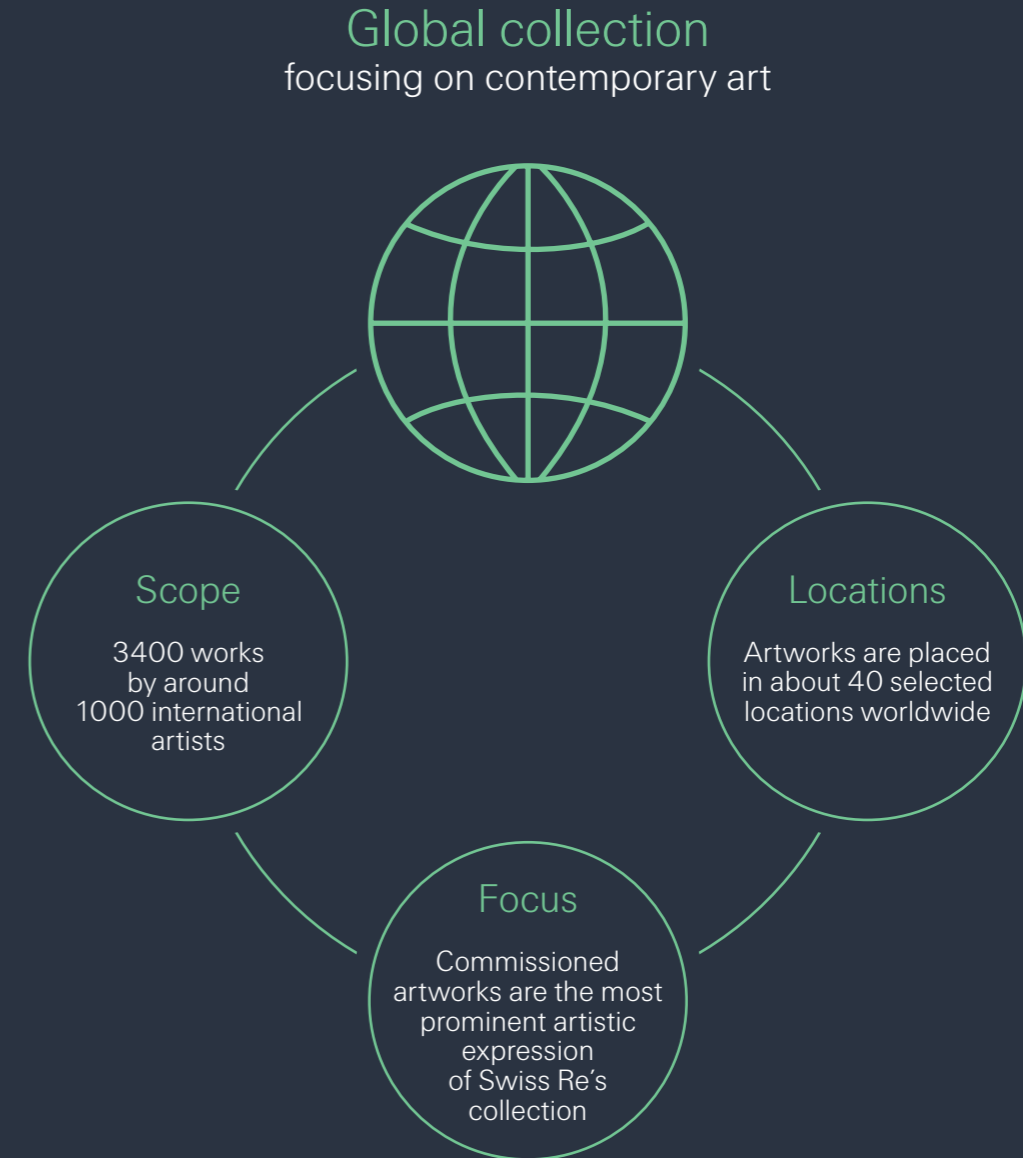 Global collection
focusing on contemporary art
Scope
3400 works
by around
1000 international
artists
Locations
Artworks are placed
in about 40 selected
locations worldwide
Focus
Commissioned
artworks are the most
prominent artistic
expression
of Swiss Re's
collection